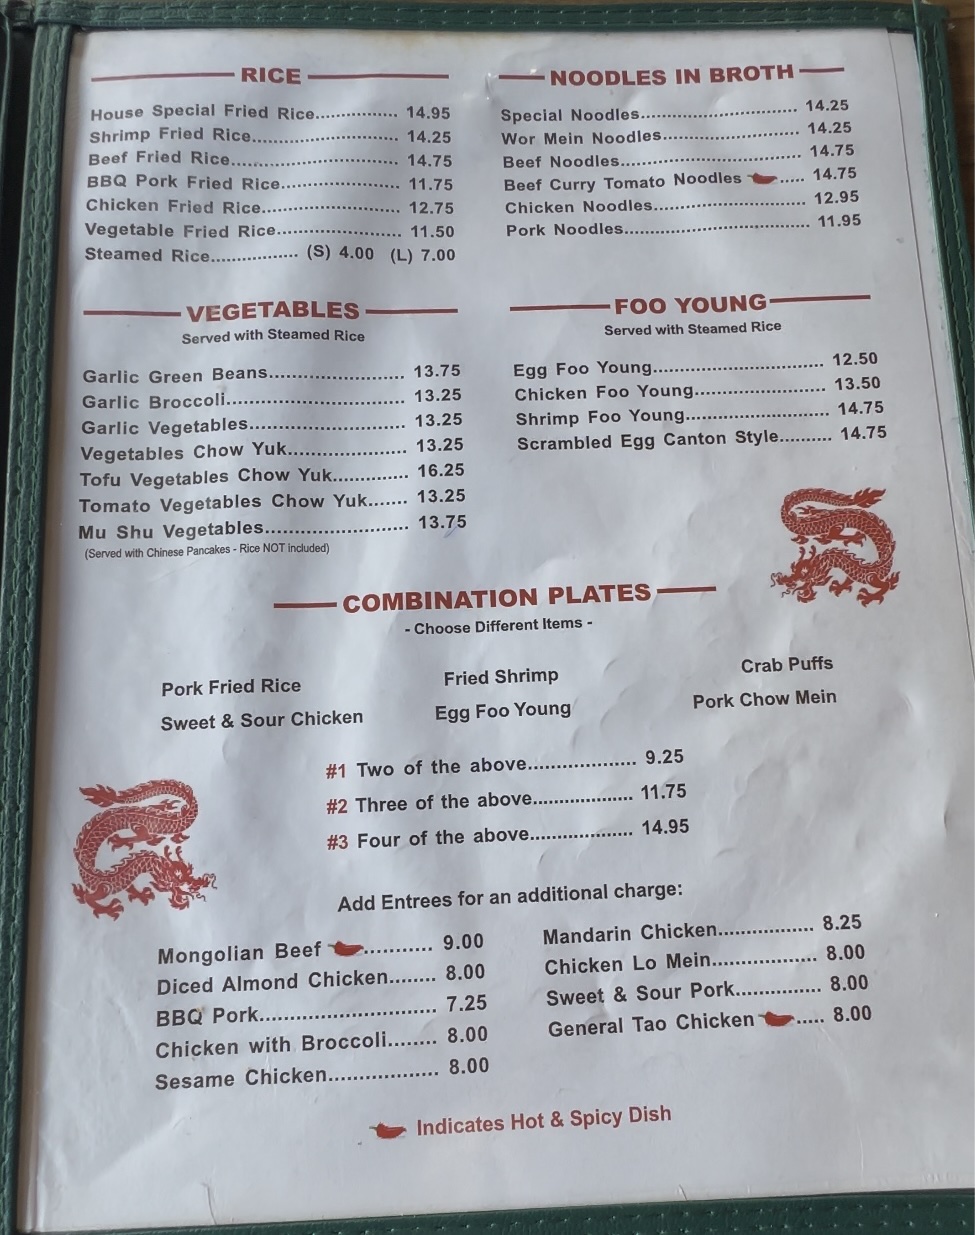 RICE
House Special Fried Rice.............. 14.95
Shrimp Fried Rice......................... 14.25
Beef Fried Rice............................. 14.75
BBQ Pork Fried Rice.................... 11.75
Chicken Fried Rice....................... 12.75
Vegetable Fried Rice..................... 11.50
Steamed Rice............... (S) 4.00 (L) 7.00
NOODLES IN BROTH
Special Noodles............................ 14.25
Wor Mein Noodles........................ 14.25
Beef Noodles................................ 14.75
Beef Curry Tomato Noodles ..... 14.75
Chicken Noodles.......................... 12.95
Pork Noodles................................ 11.95
VEGETABLES
Served with Steamed Rice
Garlic Green Beans....................... 13.75
Garlic Broccoli............................... 13.25
Garlic Vegetables........................... 13.25
Vegetables Chow Yuk.................... 13.25
Tofu Vegetables Chow Yuk............. 16.25
Tomato Vegetables Chow Yuk....... 13.25
Mu Shu Vegetables........................ 13.75
(Served with Chinese Pancakes - Rice NOT included)
FOO YOUNG
Served with Steamed Rice
Egg Foo Young.............................. 12.50
Chicken Foo Young....................... 13.50
Shrimp Foo Young......................... 14.75
Scrambled Egg Canton Style.......... 14.75
COMBINATION PLATES
- Choose Different Items -
Pork Fried Rice Fried Shrimp Crab Puffs
Sweet & Sour Chicken Egg Foo Young Pork Chow Mein
#1 Two of the above................... 9.25
#2 Three of the above.................. 11.75
#3 Four of the above................... 14.95
Add Entrees for an additional charge:
Mongolian Beef ............ 9.00
Diced Almond Chicken........ 8.00
BBQ Pork.............................. 7.25
Chicken with Broccoli......... 8.00
Sesame Chicken................... 8.00
Mandarin Chicken................ 8.25
Chicken Lo Mein.................. 8.00
Sweet & Sour Pork............... 8.00
General Tao Chicken ..... 8.00
Indicates Hot & Spicy Dish